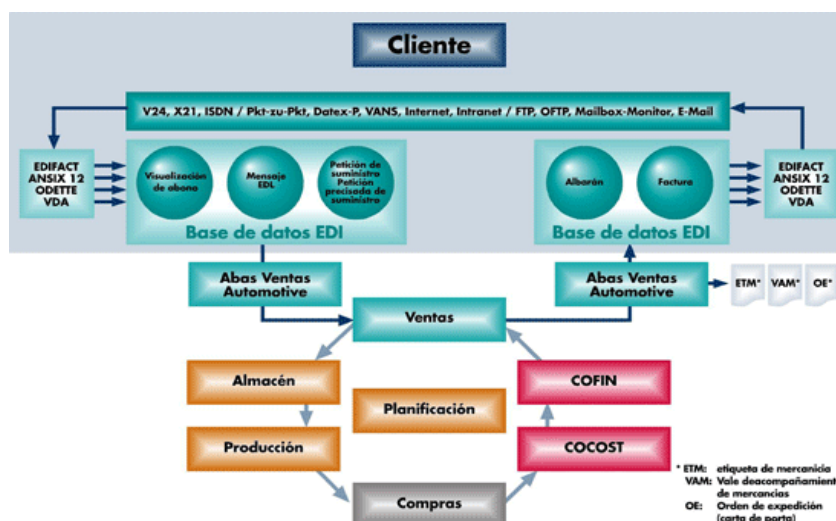 Cliente
V24, X21, ISDN / Pkt-zu-Pkt, Datex-P, VANS, Internet, Intranet / FTP, OFTP, Mailbox-Monitor, E-Mail
EDIFACT
ANSIX 12
ODETTE
VDA
Visualización
de abono
Mensaje
EDL
Petición de
suministro
Petición
precisada de
suministro
Base de datos EDI
Albarán
Factura
Base de datos EDI
EDIFACT
ANSIX 12
ODETTE
VDA
Abas Ventas
Automotive
Abas Ventas
Automotive
ETM*
VAM*
OE*
Ventas
Almacén
COFIN
Planificación
Producción
COCOST
Compras
* ETM: etiqueta de mercanicia
VAM: Vale deacompañamient
de mercancias
OE: Orden de expedición
(carta de porta)